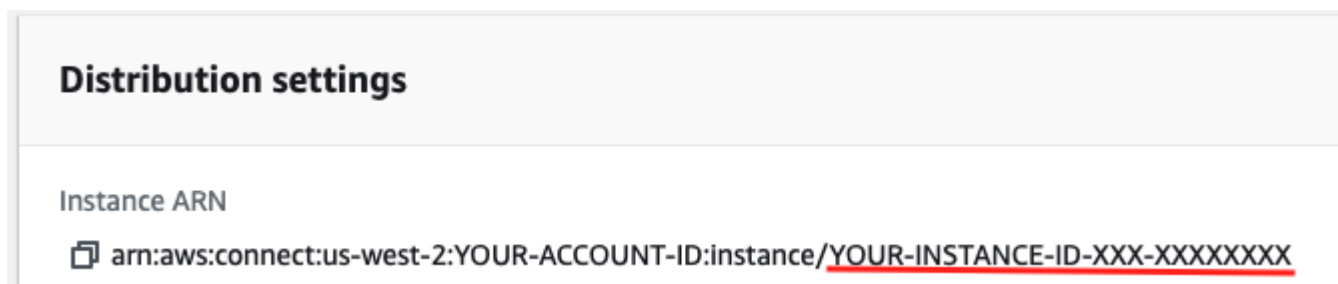 Distribution settings
Instance ARN
arn:aws:connect:us-west-2:YOUR-ACCOUNT-ID:instance/YOUR-INSTANCE-ID-XXX-XXXXXXXX